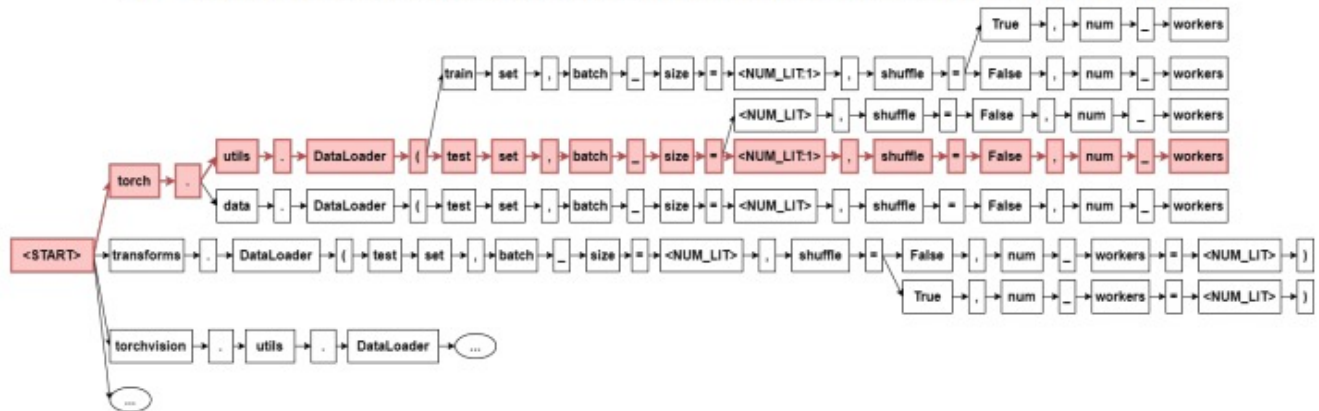 True , num _ workers
train set , batch _ size = <NUM_LIT:1> , shuffle = False , num _ workers
<NUM_LIT> , shuffle = False , num _ workers
utils . DataLoader ( test set , batch _ size = <NUM_LIT:1> , shuffle = False , num _ workers
torch .
data . DataLoader ( test set , batch _ size = <NUM_LIT> , shuffle = False , num _ workers
<START> transforms . DataLoader ( test set , batch _ size = <NUM_LIT> , shuffle = False , num _ workers = <NUM_LIT> )
True , num _ workers = <NUM_LIT> )
torchvision . utils . DataLoader ...
...